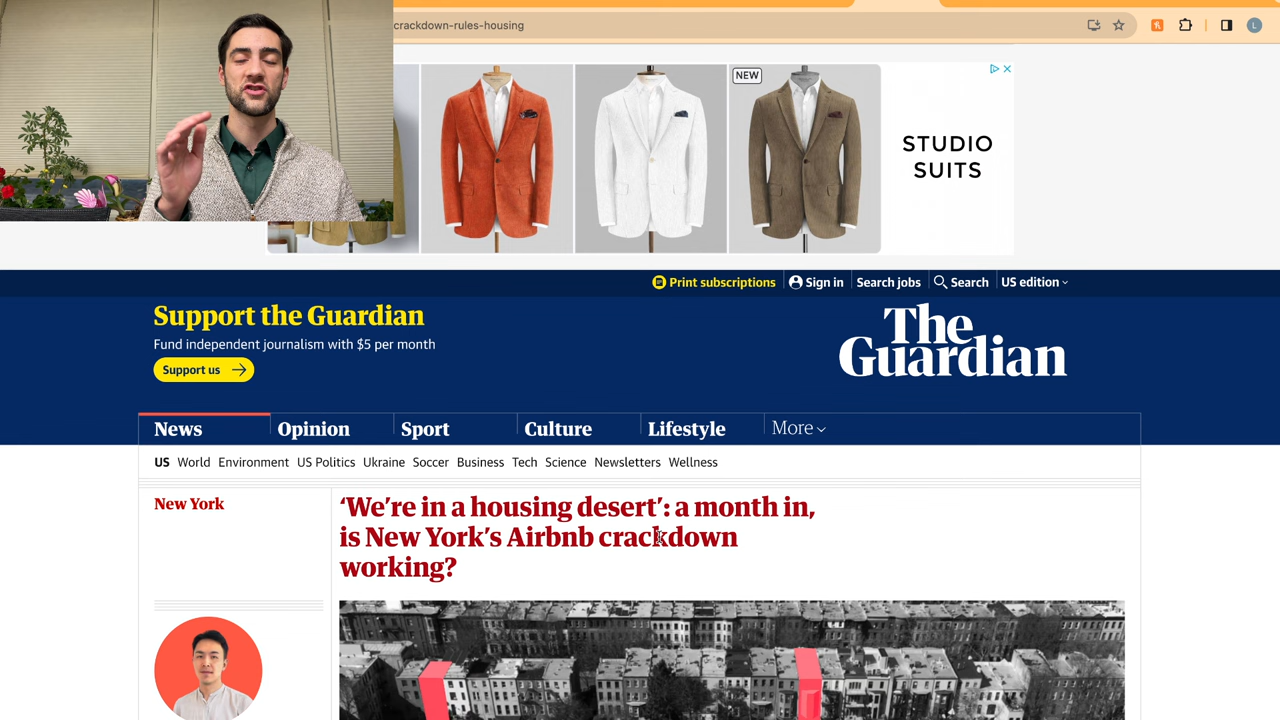 crackdown-rules-housing
L
NEW
STUDIO
SUITS
Print subscriptions
Sign in
Search jobs
Search
US edition
Support the Guardian
Fund independent journalism with $5 per month
Support us
The
Guardian
News
Opinion
Sport
Culture
Lifestyle
More
US World Environment US Politics Ukraine Soccer Business Tech Science Newsletters Wellness
New York
‘We’re in a housing desert’: a month in,
is New York’s Airbnb crackdown
working?